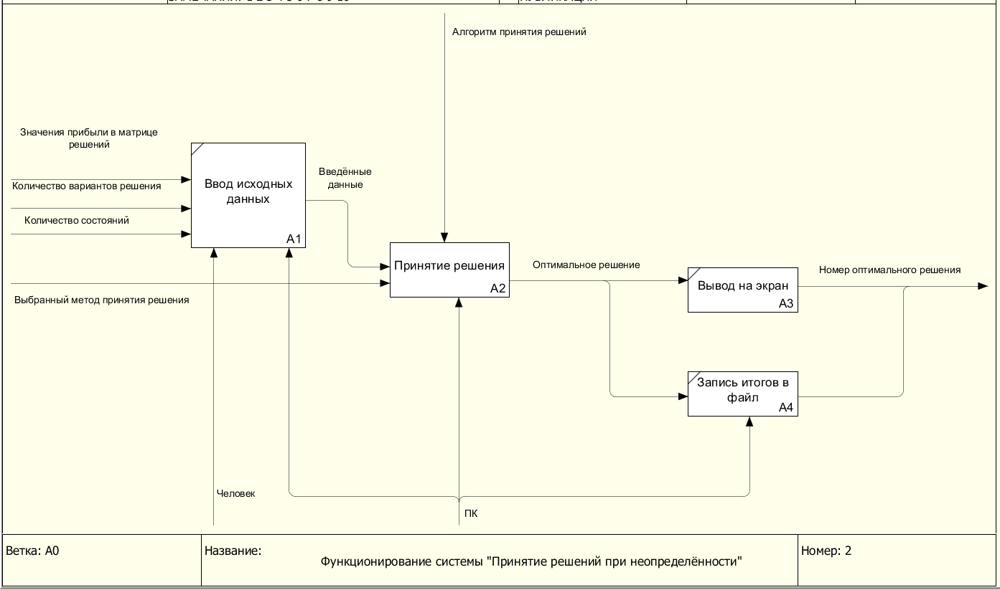 Алгоритм принятия решений
Значения прибыли в матрице
решений
Введённые
данные
Ввод исходных
данных
Количество вариантов решения
Количество состояний
A1
Принятие решения
A2
Оптимальное решение
Номер оптимального решения
Вывод на экран
A3
Выбранный метод принятия решения
Запись итогов в
файл
A4
Человек
ПК
Ветка: A0
Название:
Функционирование системы "Принятие решений при неопределённости"
Номер: 2